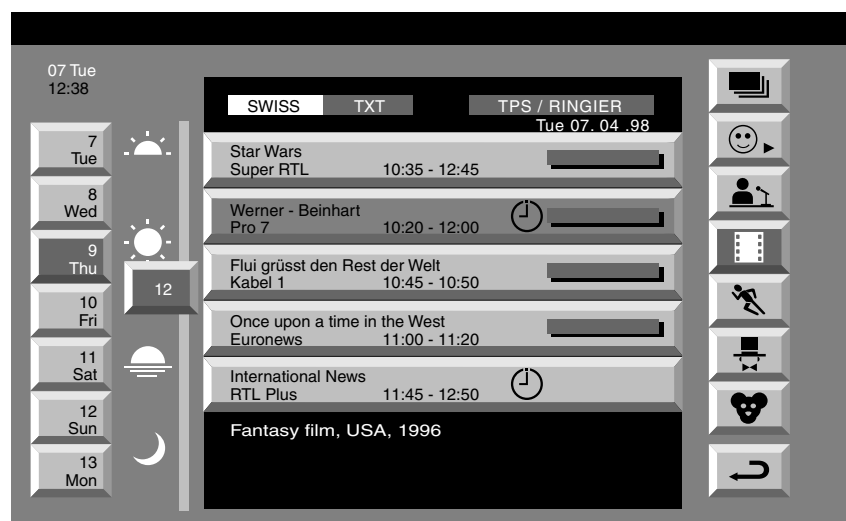 07 Tue
12:38
7
Tue
8
Wed
9
Thu
10
Fri
11
Sat
12
Sun
13
Mon
12
SWISS TXT TPS / RINGIER
Tue 07. 04 .98
Star Wars
Super RTL 10:35 - 12:45
Werner - Beinhart
Pro 7 10:20 - 12:00
Flui grüsst den Rest der Welt
Kabel 1 10:45 - 10:50
Once upon a time in the West
Euronews 11:00 - 11:20
International News
RTL Plus 11:45 - 12:50
Fantasy film, USA, 1996